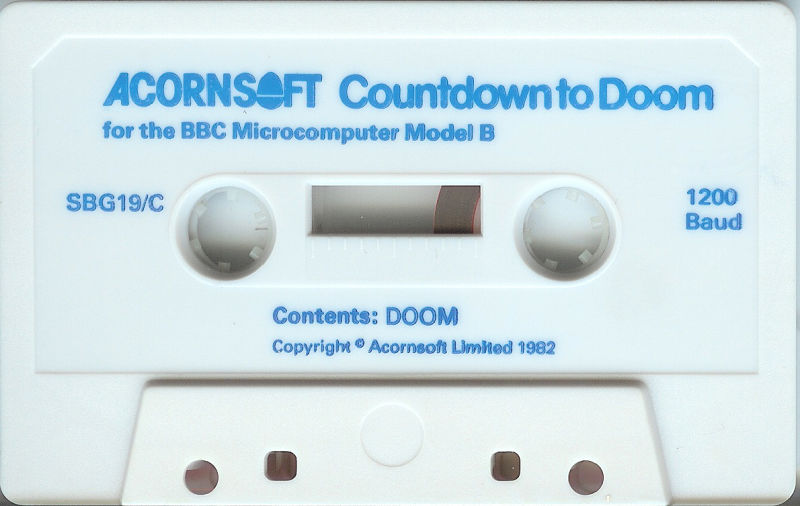 ACORNSOFT Countdown to Doom
for the BBC Microcomputer Model B
SBG19/C
1200
Baud
Contents: DOOM
Copyright © Acornsoft Limited 1982